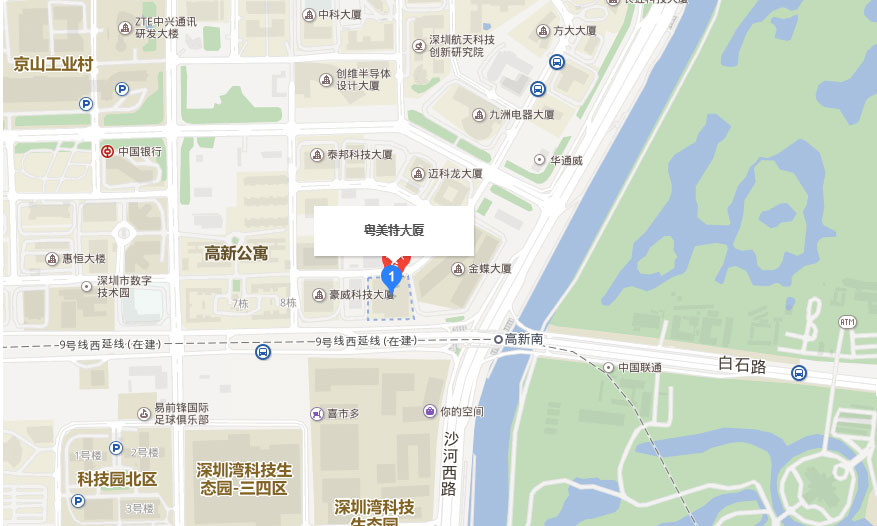 长虹科技大厦
中科大厦
ZTE中兴通讯
研发大楼
方大大厦
深圳航天科技
创新研究院
京山工业村
创维半导体
设计大厦
P
P
九洲电器大厦
中国银行
泰邦科技大厦
华通威
迈科龙大厦
粤美特大厦
高新公寓
惠恒大楼
金蝶大厦
1
深圳市数字
技术园
豪威科技大厦
7栋
8栋
9号线西延线(在建)
9号线西延线(在建)
高新南
ATM
白石路
中国联通
易前锋国际
足球俱乐部
喜市多
你的空间
沙河西路
1号楼
P
2号楼
科技园北区
深圳湾科技生
态园-三四区
P
3号楼
深圳湾科技
生态园